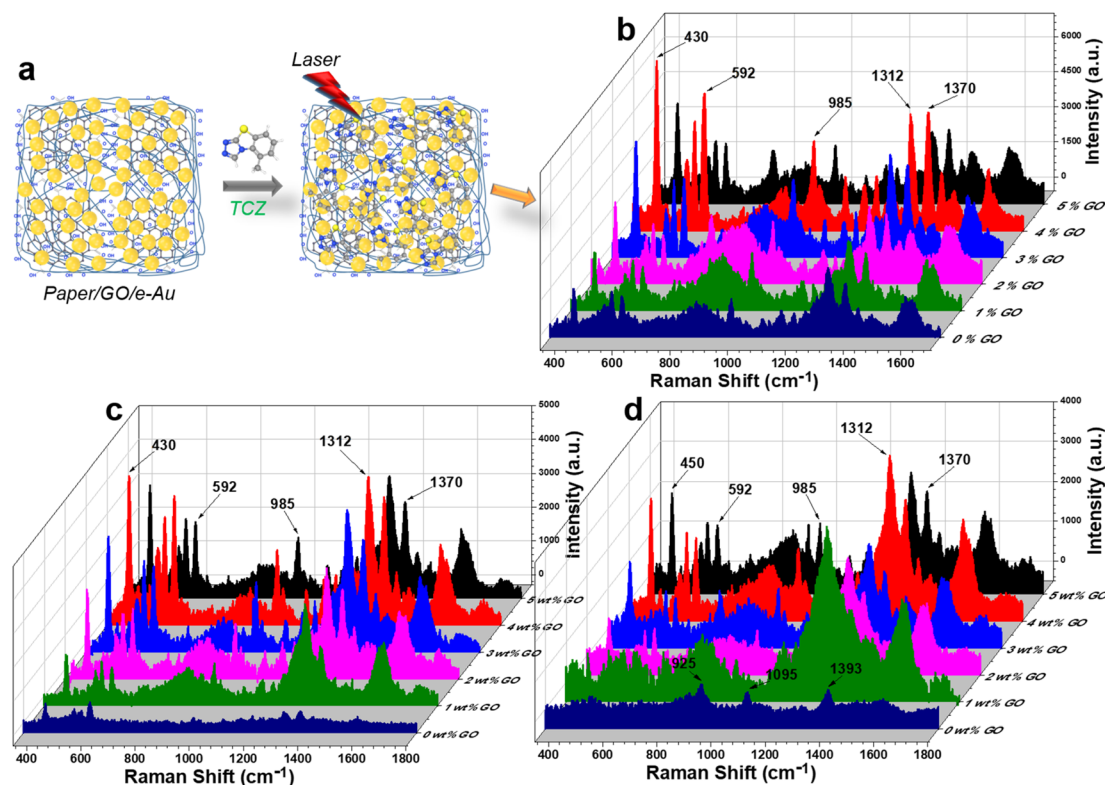 a
Laser
TCZ
Paper/GO/e-Au
b
430
592
985
1312
1370
6000
4500
3000
1500
0
Intensity (a.u.)
5 % GO
4 % GO
3 % GO
2 % GO
1 % GO
0 % GO
400 600 800 1000 1200 1400 1600
Raman Shift (cm-1)
c
430
592
985
1312
1370
5000
4000
3000
2000
1000
0
Intensity (a.u.)
5 wt% GO
4 wt% GO
3 wt% GO
2 wt% GO
1 wt% GO
0 wt% GO
400 600 800 1000 1200 1400 1600 1800
Raman Shift (cm-1)
d
450
592
985
1312
1370
925
1095
1393
4000
3000
2000
1000
0
Intensity (a.u.)
5 wt% GO
4 wt% GO
3 wt% GO
2 wt% GO
1 wt% GO
0 wt% GO
400 600 800 1000 1200 1400 1600 1800
Raman Shift (cm-1)